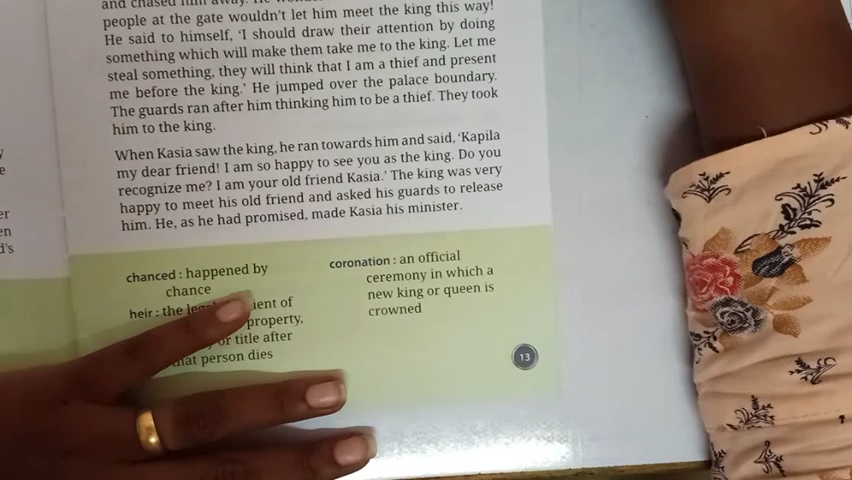 and chased him away. He
people at the gate wouldn't let him meet the king this way!
He said to himself, 'I should draw their attention by doing
something which will make them take me to the king. Let me
steal something, they will think that I am a thief and present
me before the king.' He jumped over the palace boundary.
The guards ran after him thinking him to be a thief. They took
him to the king.
When Kasia saw the king, he ran towards him and said, 'Kapila
my dear friend! I am so happy to see you as the king. Do you
recognize me? I am your old friend Kasia.' The king was very
happy to meet his old friend and asked his guards to release
him. He, as he had promised, made Kasia his minister.
chanced : happened by
chance
heir : the ient of
property,
or title after
that person dies
coronation : an official
ceremony in which a
new king or queen is
crowned
13
er
en
d's